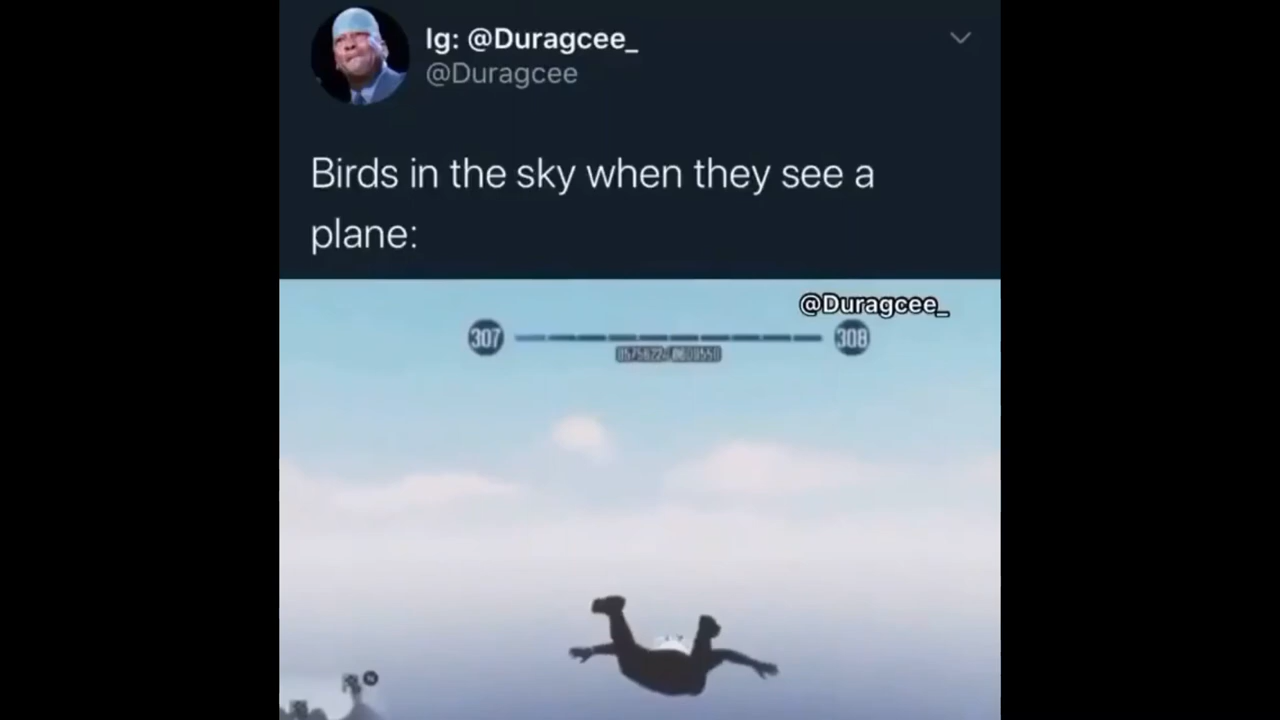 Ig: @Duragcee_
@Duragcee
Birds in the sky when they see a
plane:
@Duragcee_
307
308